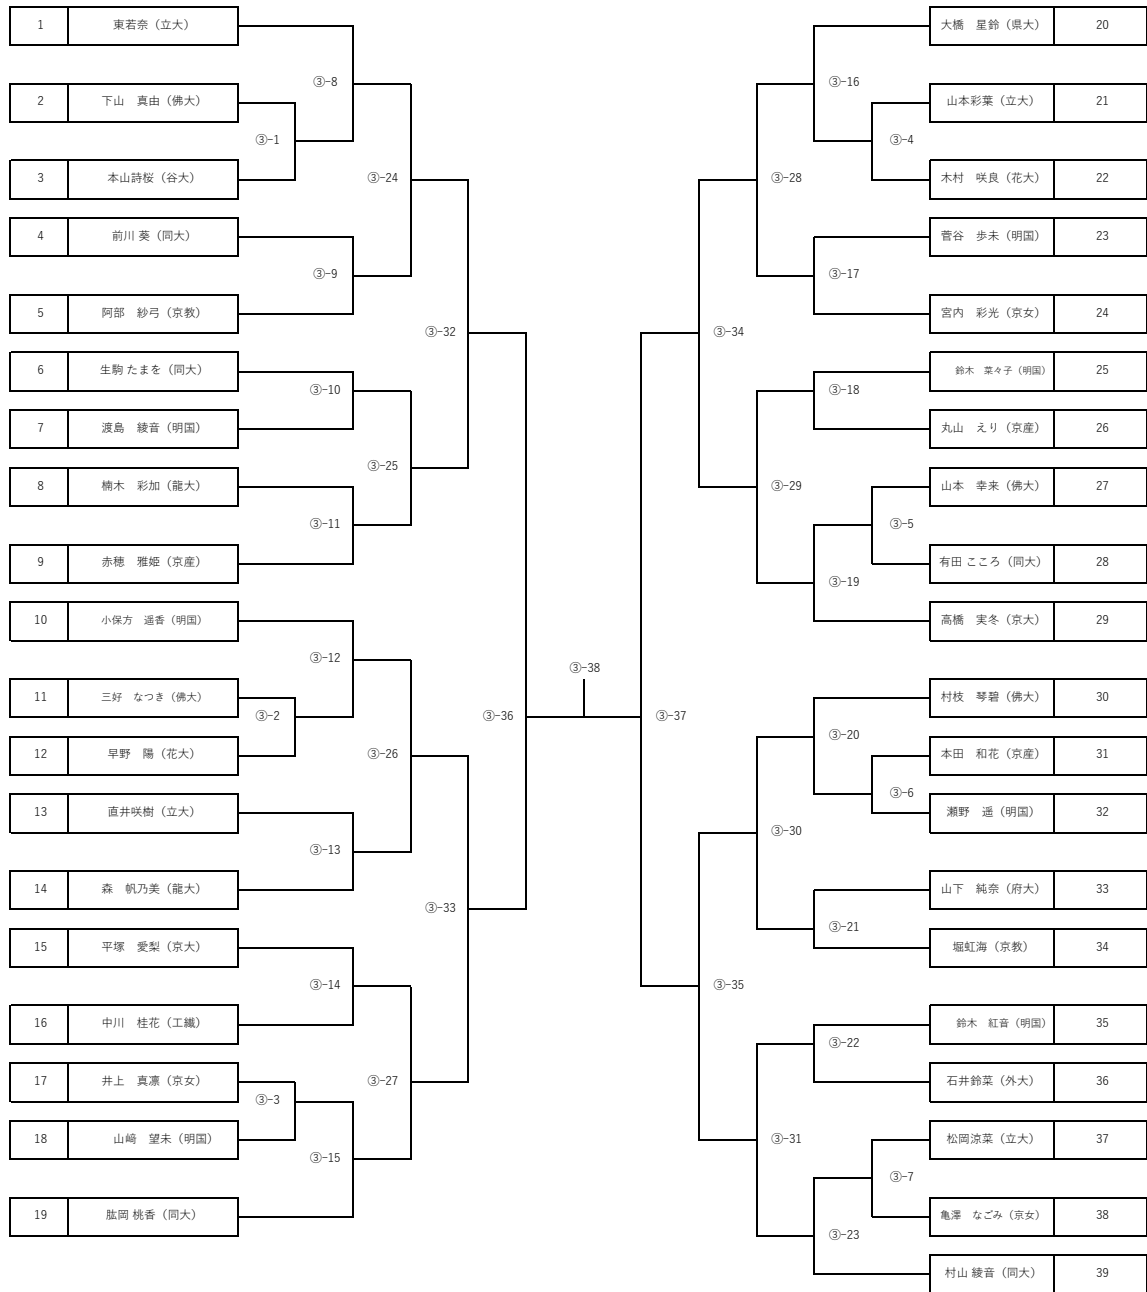 1 東若奈（立大）
③-8
2 下山　真由（佛大）
③-1
3 本山詩桜（谷大）
③-24
4 前川 葵（同大）
③-9
5 阿部　紗弓（京教）
③-32
6 生駒 たまを（同大）
③-10
7 渡島　綾音（明国）
③-25
8 楠木　彩加（龍大）
③-11
9 赤穂　雅姫（京産）
10 小保方　遥香（明国）
③-12
11 三好　なつき（佛大）
③-2
③-36
12 早野　陽（花大）
③-26
13 直井咲樹（立大）
③-13
14 森　帆乃美（龍大）
③-33
15 平塚　愛梨（京大）
③-14
16 中川　桂花（工繊）
17 井上　真凛（京女）
③-27
③-3
18 山﨑　望未（明国）
③-15
19 肱岡 桃香（同大）
③-38
大橋　星鈴（県大） 20
③-16
山本彩葉（立大） 21
③-4
木村　咲良（花大） 22
③-28
菅谷　歩未（明国） 23
③-17
宮内　彩光（京女） 24
③-34
鈴木　菜々子（明国） 25
③-18
丸山　えり（京産） 26
③-29
山本　幸来（佛大） 27
③-5
有田 こころ（同大） 28
③-19
高橋　実冬（京大） 29
村枝　琴碧（佛大） 30
③-37
③-20
本田　和花（京産） 31
③-6
瀬野　遥（明国） 32
③-30
山下　純奈（府大） 33
③-21
堀虹海（京教） 34
③-35
鈴木　紅音（明国） 35
③-22
石井鈴菜（外大） 36
③-31
松岡涼菜（立大） 37
③-7
亀澤　なごみ（京女） 38
③-23
村山 綾音（同大） 39